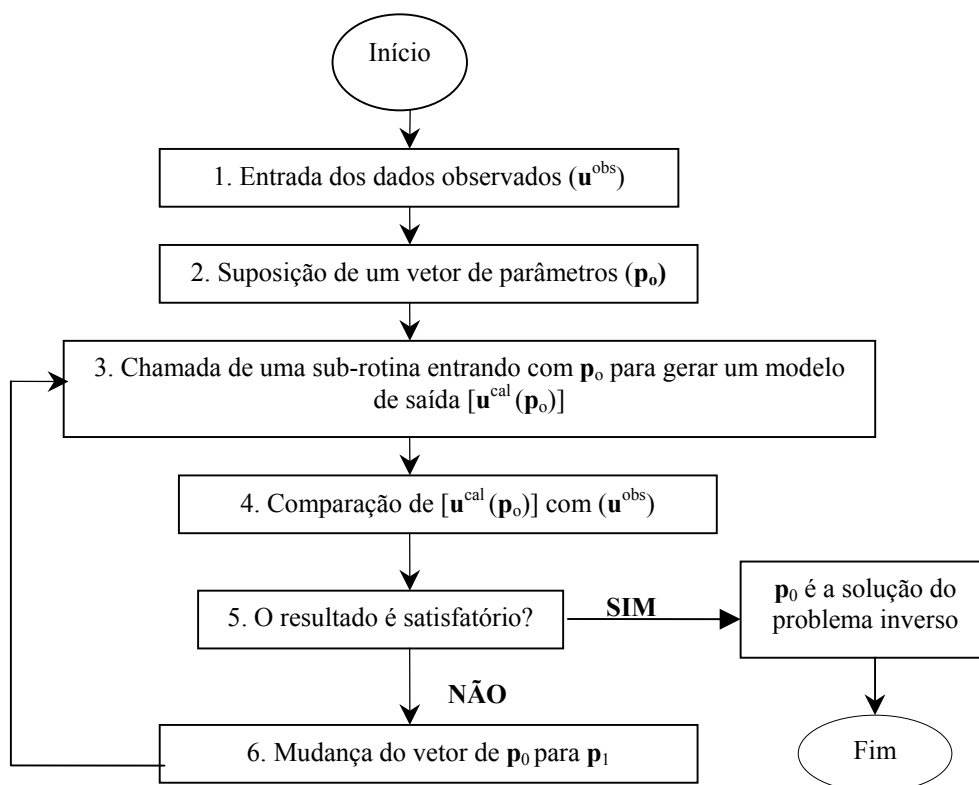 Início
1. Entrada dos dados observados (u^obs)
2. Suposição de um vetor de parâmetros (p_o)
3. Chamada de uma sub-rotina entrando com p_o para gerar um modelo
de saída [u^cal (p_o)]
4. Comparação de [u^cal (p_o)] com (u^obs)
5. O resultado é satisfatório?
SIM
p_0 é a solução do
problema inverso
NÃO
6. Mudança do vetor de p_0 para p_1
Fim